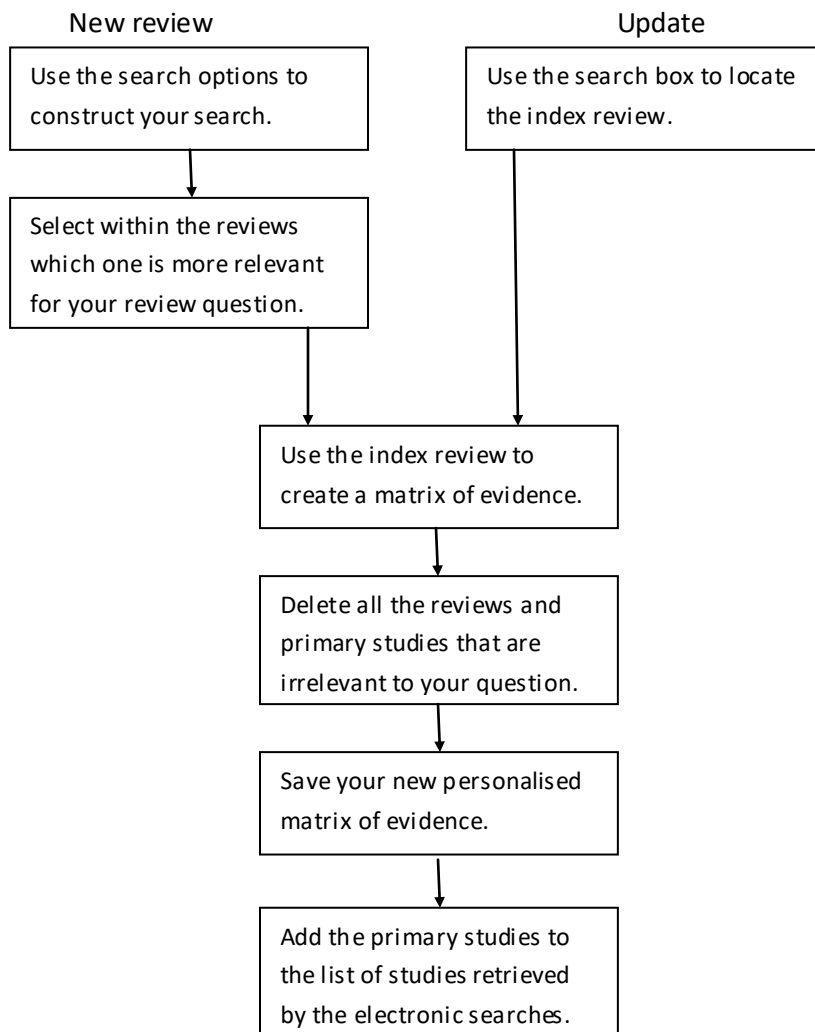 New review
Update
Use the search options to
construct your search.
Use the search box to locate
the index review.
Select within the reviews
which one is more relevant
for your review question.
Use the index review to
create a matrix of evidence.
Delete all the reviews and
primary studies that are
irrelevant to your question.
Save your new personalised
matrix of evidence.
Add the primary studies to
the list of studies retrieved
by the electronic searches.